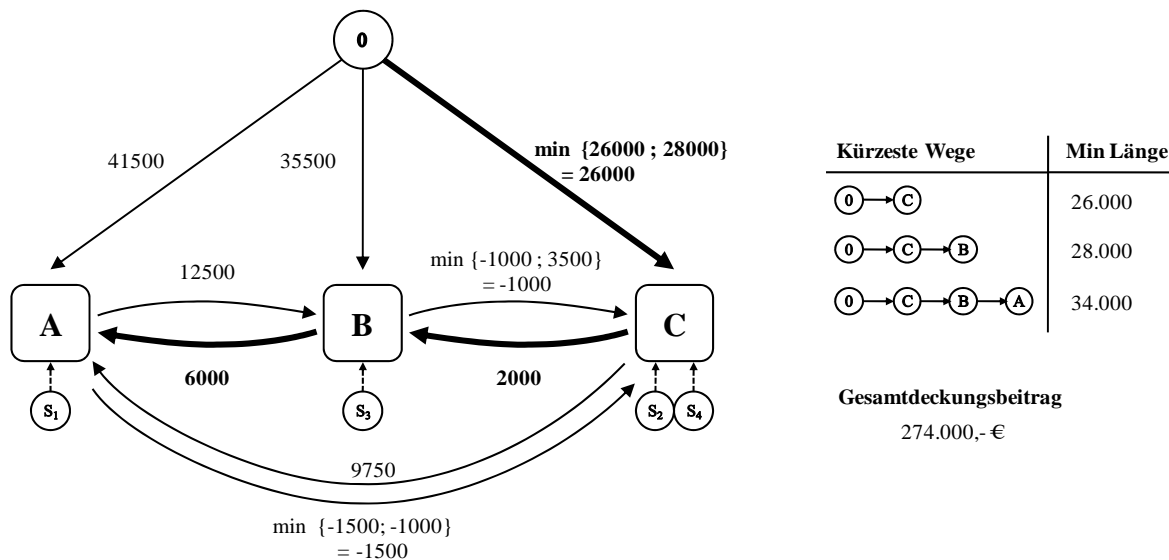 0
41500
35500
min {26000 ; 28000}
= 26000
12500
min {-1000 ; 3500}
= -1000
A
B
C
6000
2000
S1
S3
S2
S4
9750
min {-1500; -1000}
= -1500
Kürzeste Wege Min Länge
0 C 26.000
0 C B 28.000
0 C B A 34.000
Gesamtdeckungsbeitrag
274.000,- €